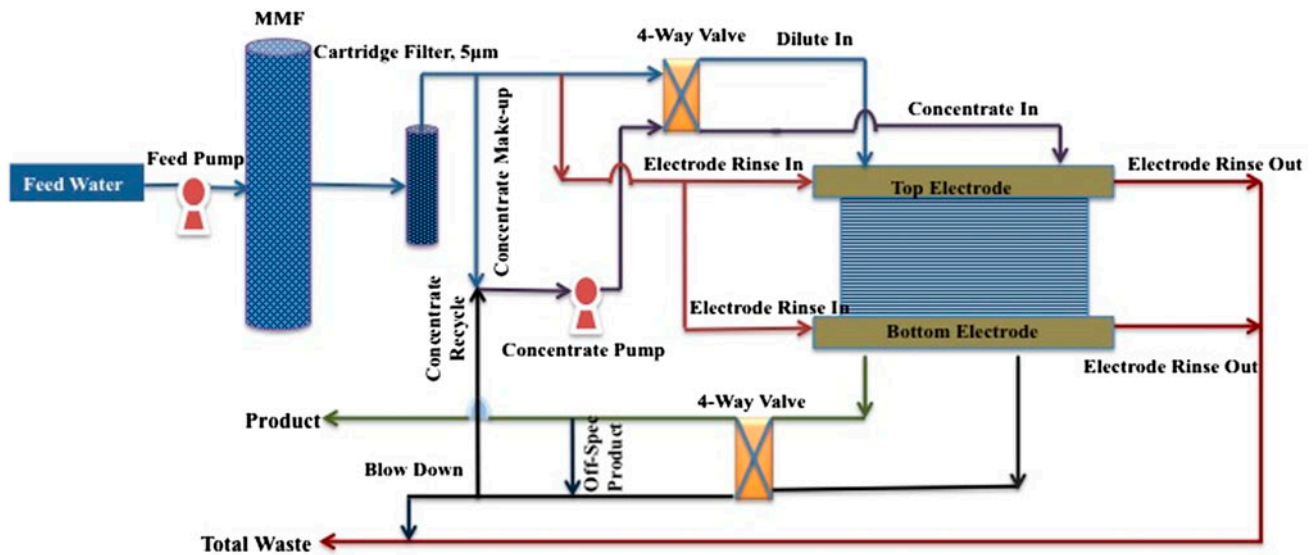 MMF
Cartridge Filter, 5μm
4-Way Valve
Dilute In
Concentrate In
Feed Pump
Concentrate Make-up
Electrode Rise In
Electrode Rinse Out
Feed Water
Top Electrode
Concentrate
Recycle
Electrode Rinse In
Bottom Electrode
Concentrate Pump
Electrode Rinse Out
4-Way Valve
Product
Off-Spec
Product
Blow Down
Total Waste